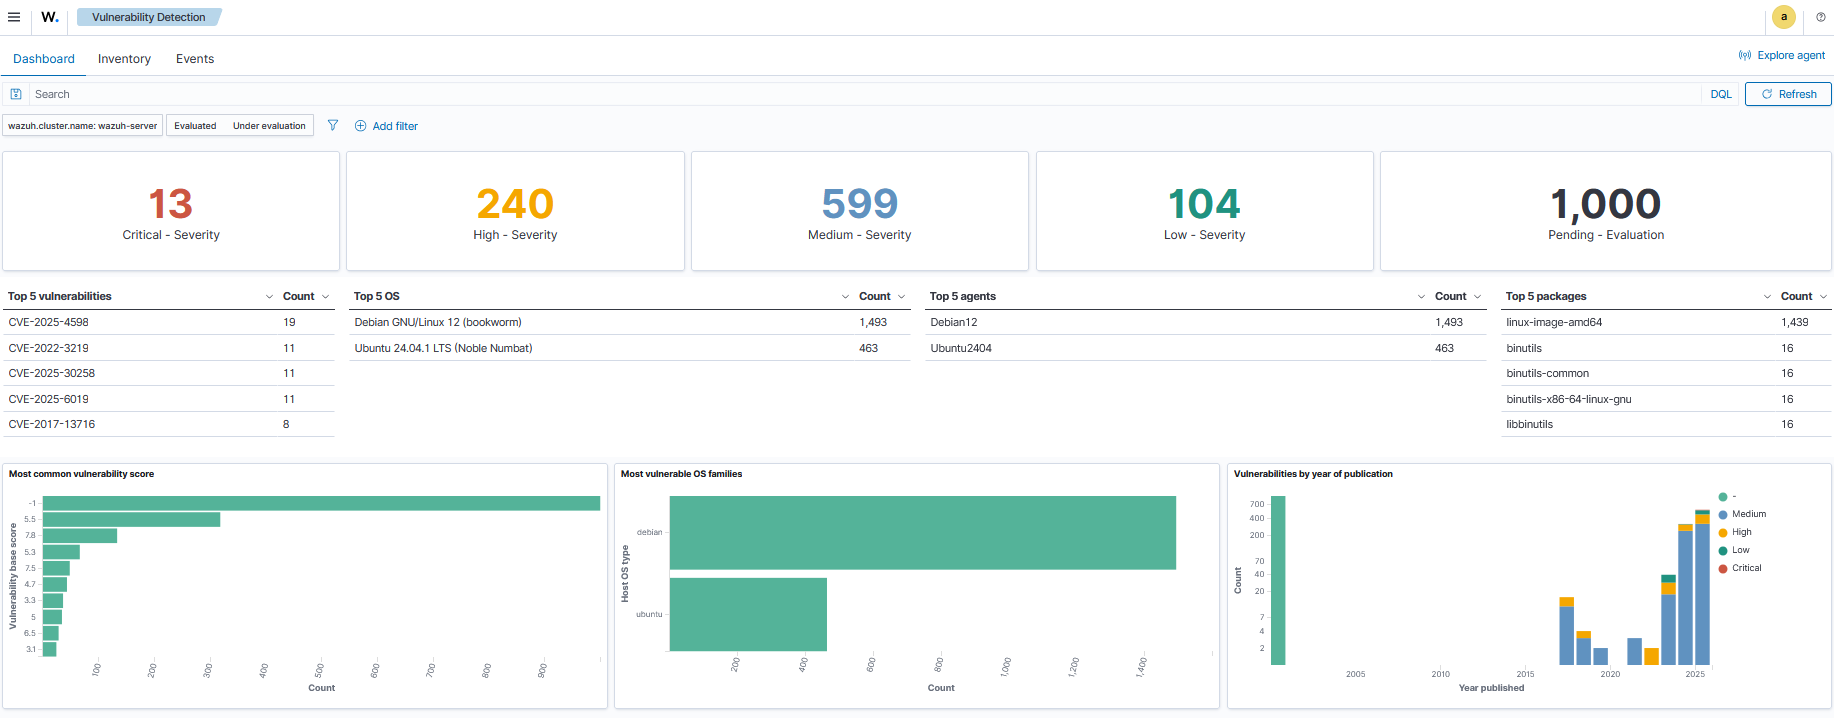 W. Vulnerability Detection a
Dashboard Inventory Events Explore agent
Search DQL Refresh
wazuh.cluster.name: wazuh-server Evaluated Under evaluation Add filter
13 240 599 104 1,000
Critical - Severity High - Severity Medium - Severity Low - Severity Pending - Evaluation
Top 5 vulnerabilities Count
CVE-2025-4598 19
CVE-2022-3219 11
CVE-2025-30258 11
CVE-2025-6019 11
CVE-2017-13716 8
Top 5 OS Count
Debian GNU/Linux 12 (bookworm) 1,493
Ubuntu 24.04.1 LTS (Noble Numbat) 463
Top 5 agents Count
Debian12 1,493
Ubuntu2404 463
Top 5 packages Count
linux-image-amd64 1,439
binutils 16
binutils-common 16
binutils-x86-64-linux-gnu 16
libbinutils 16
Most common vulnerability score
Vulnerability base score
-1
5.5
7.8
5.3
7.5
4.7
3.3
5
6.5
3.1
100 200 300 400 500 600 700 800 900
Count
Most vulnerable OS families
Host OS type
debian
ubuntu
200 400 600 800 1,000 1,200 1,400
Count
Vulnerabilities by year of publication
Count
700
400
200
70
40
20
7
4
2
2005 2010 2015 2020 2025
Year published
-
Medium
High
Low
Critical